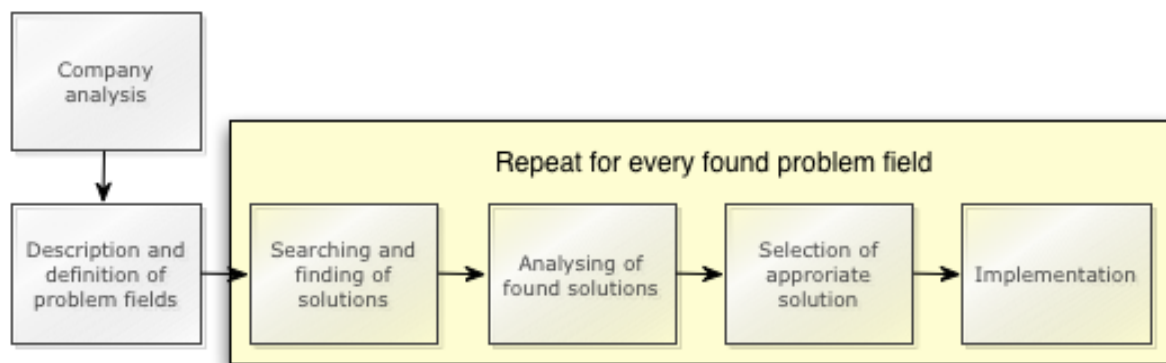 Company
analysis
Repeat for every found problem field
Description and
definition of
problem fields
Searching and
finding of
solutions
Analysing of
found solutions
Selection of
approriate
solution
Implementation